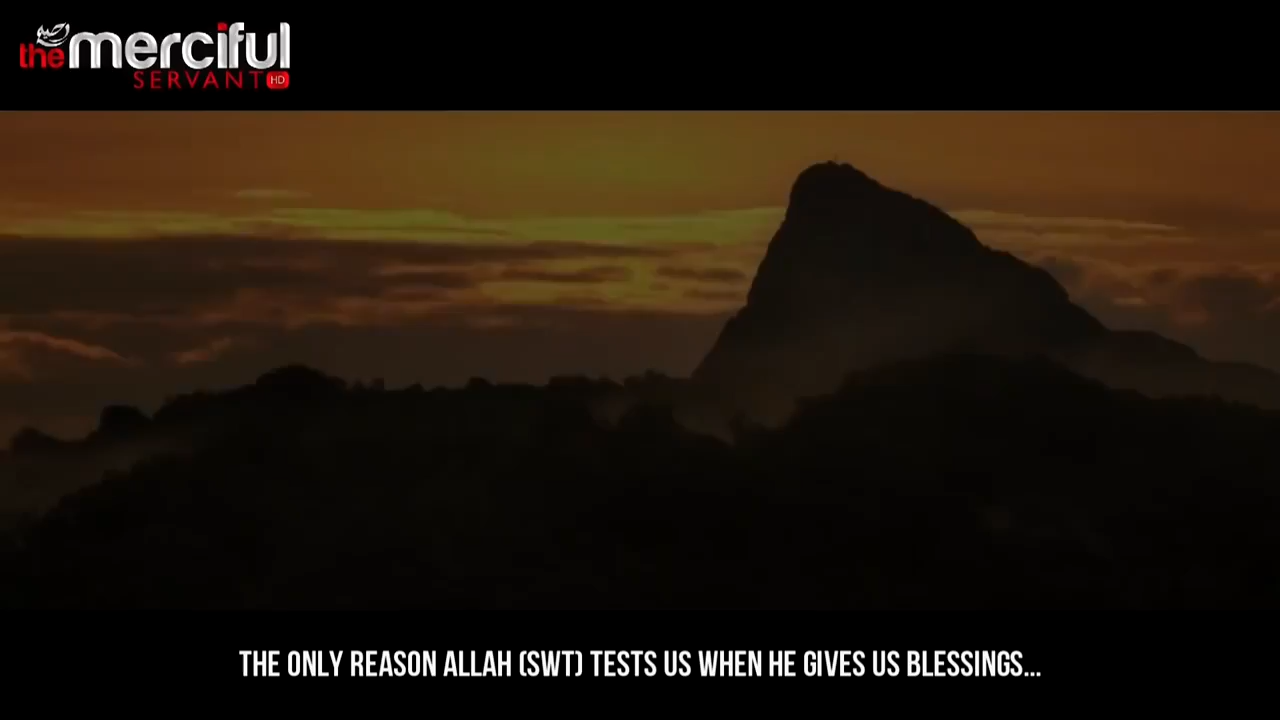 the merciful
SERVANT HD
THE ONLY REASON ALLAH (SWT) TESTS US WHEN HE GIVES US BLESSINGS...